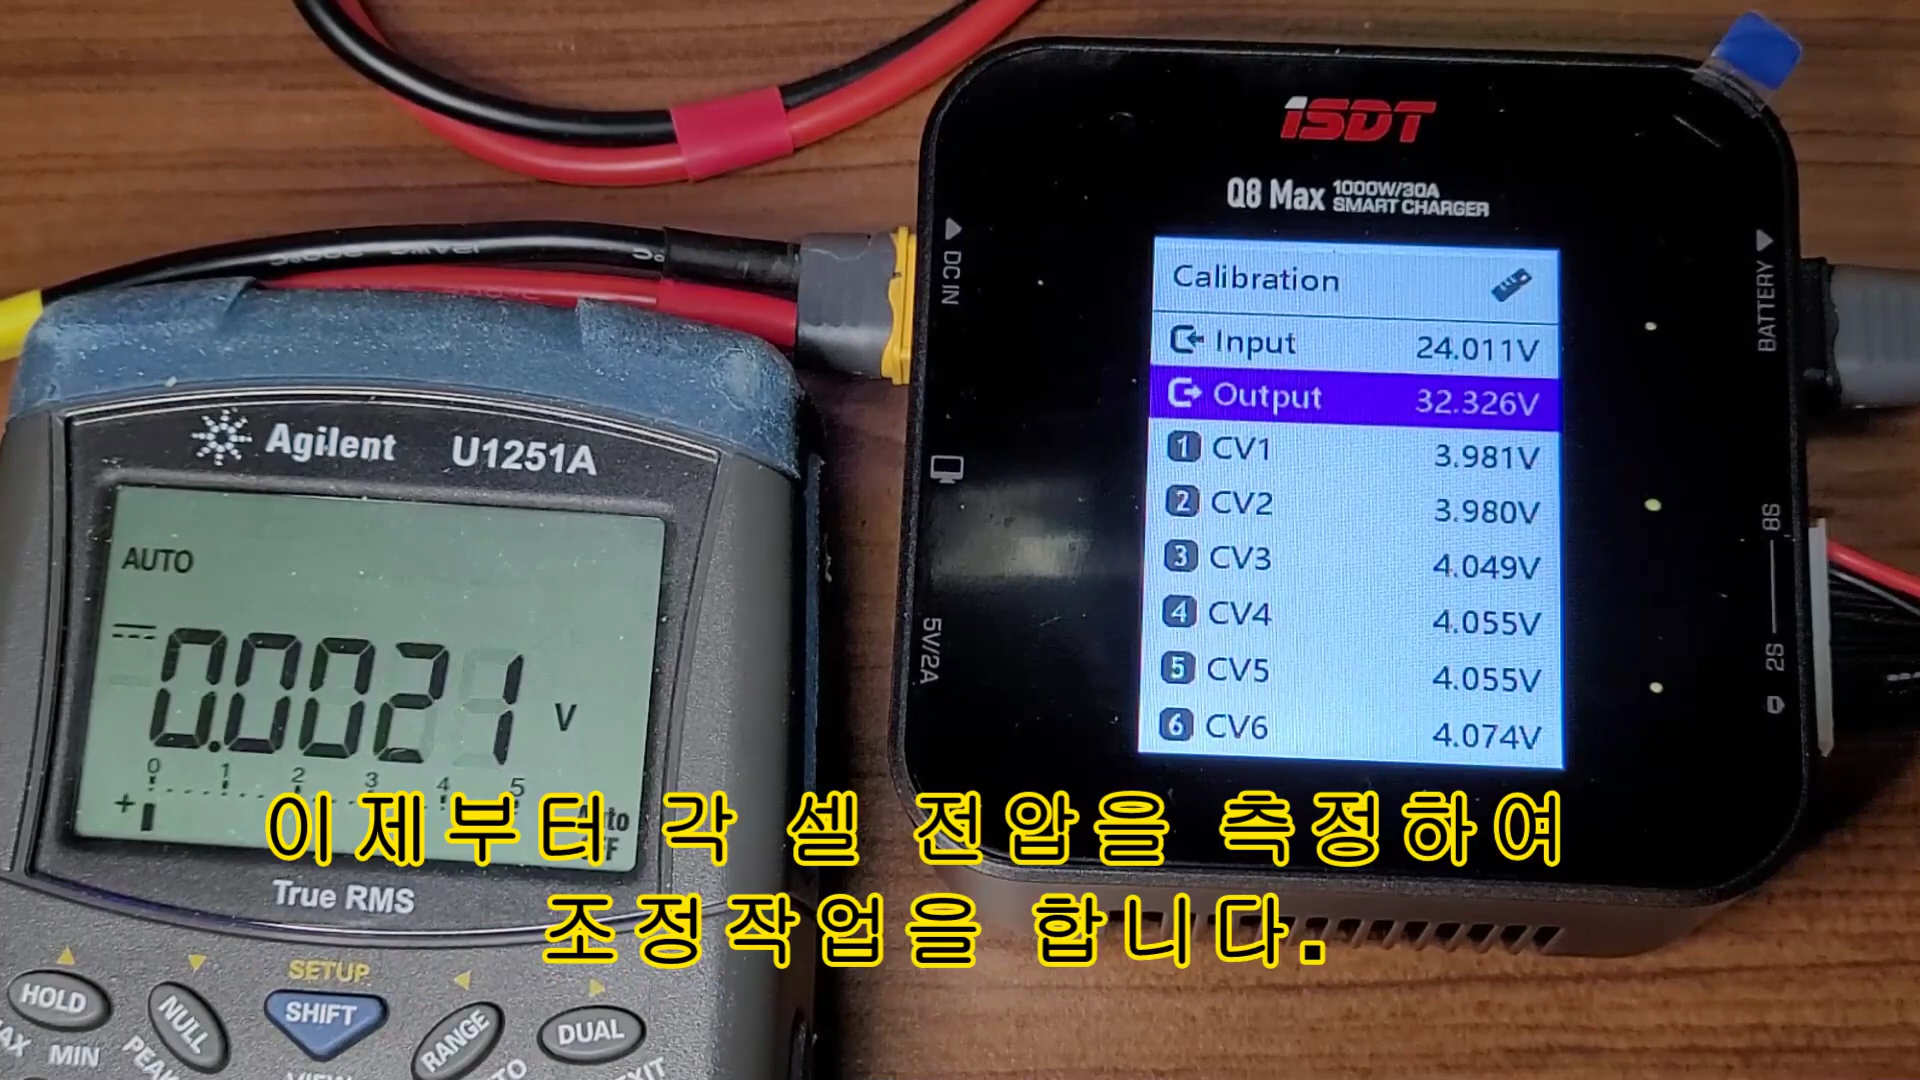 iSDT
Q8 Max 1000W/30A
SMART CHARGER
DC IN
BATTERY
5V/2A
8S
2S
Calibration
Input 24.011V
Output 32.326V
1 CV1 3.981V
2 CV2 3.980V
3 CV3 4.049V
4 CV4 4.055V
5 CV5 4.055V
6 CV6 4.074V
Agilent U1251A
AUTO
0.0021 V
0 1 2 3 4 5
+
True RMS
이제부터 각 셀 전압을 측정하여
조정작업을 합니다.
SETUP
HOLD NULL SHIFT RANGE DUAL
MIN